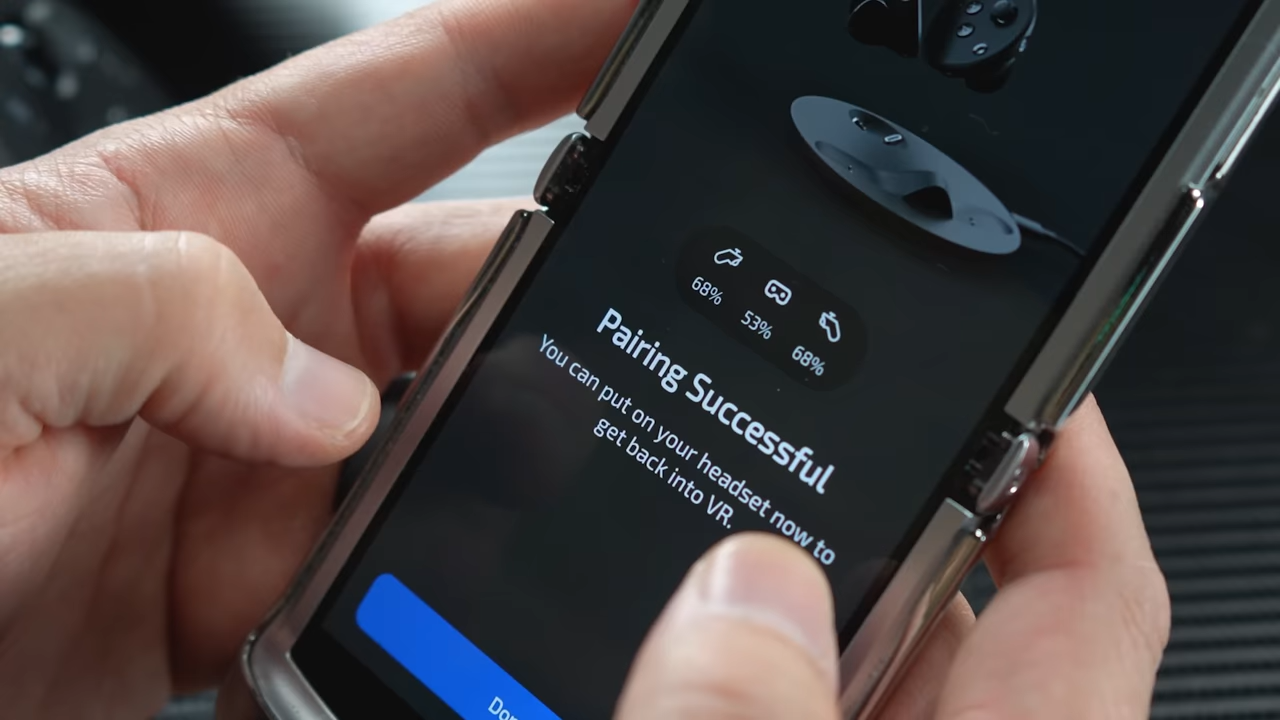 68% 53% 68%
Pairing Successful
You can put on your headset now to
get back into VR.